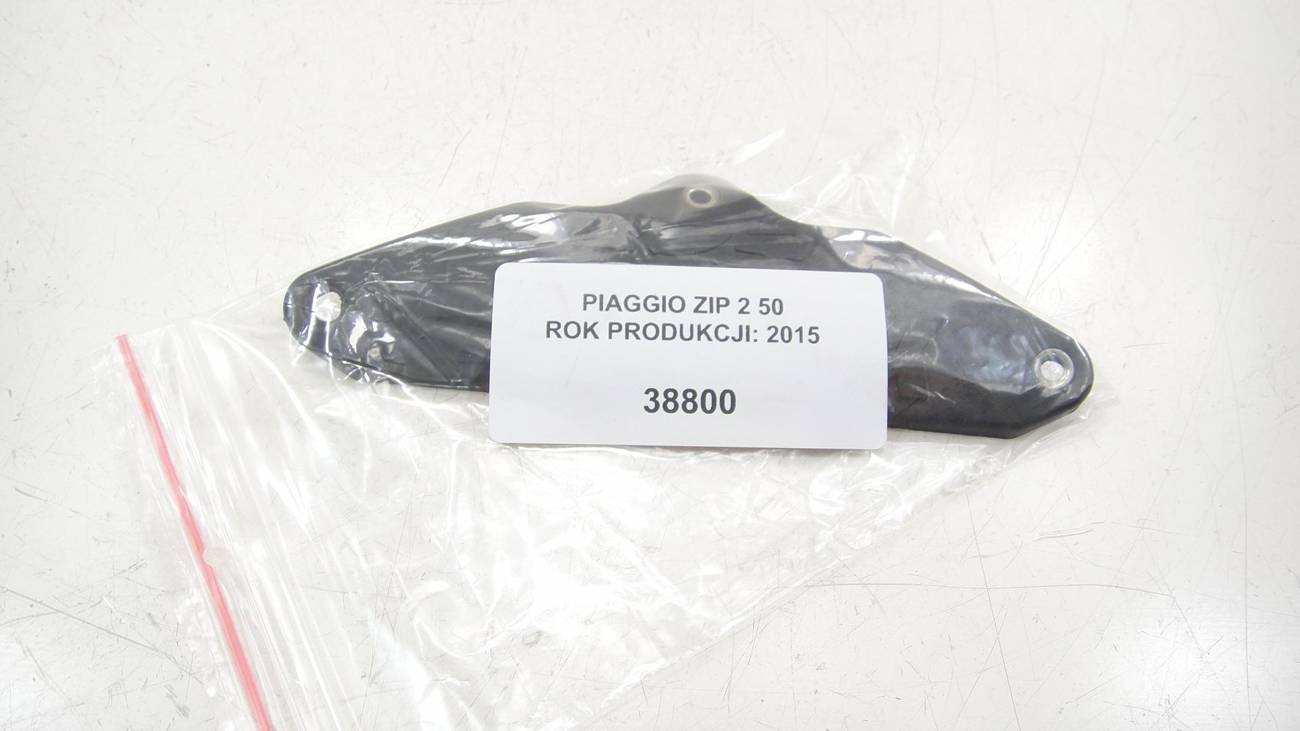 PIAGGIO ZIP 2 50
ROK PRODUKCJI: 2015
38800